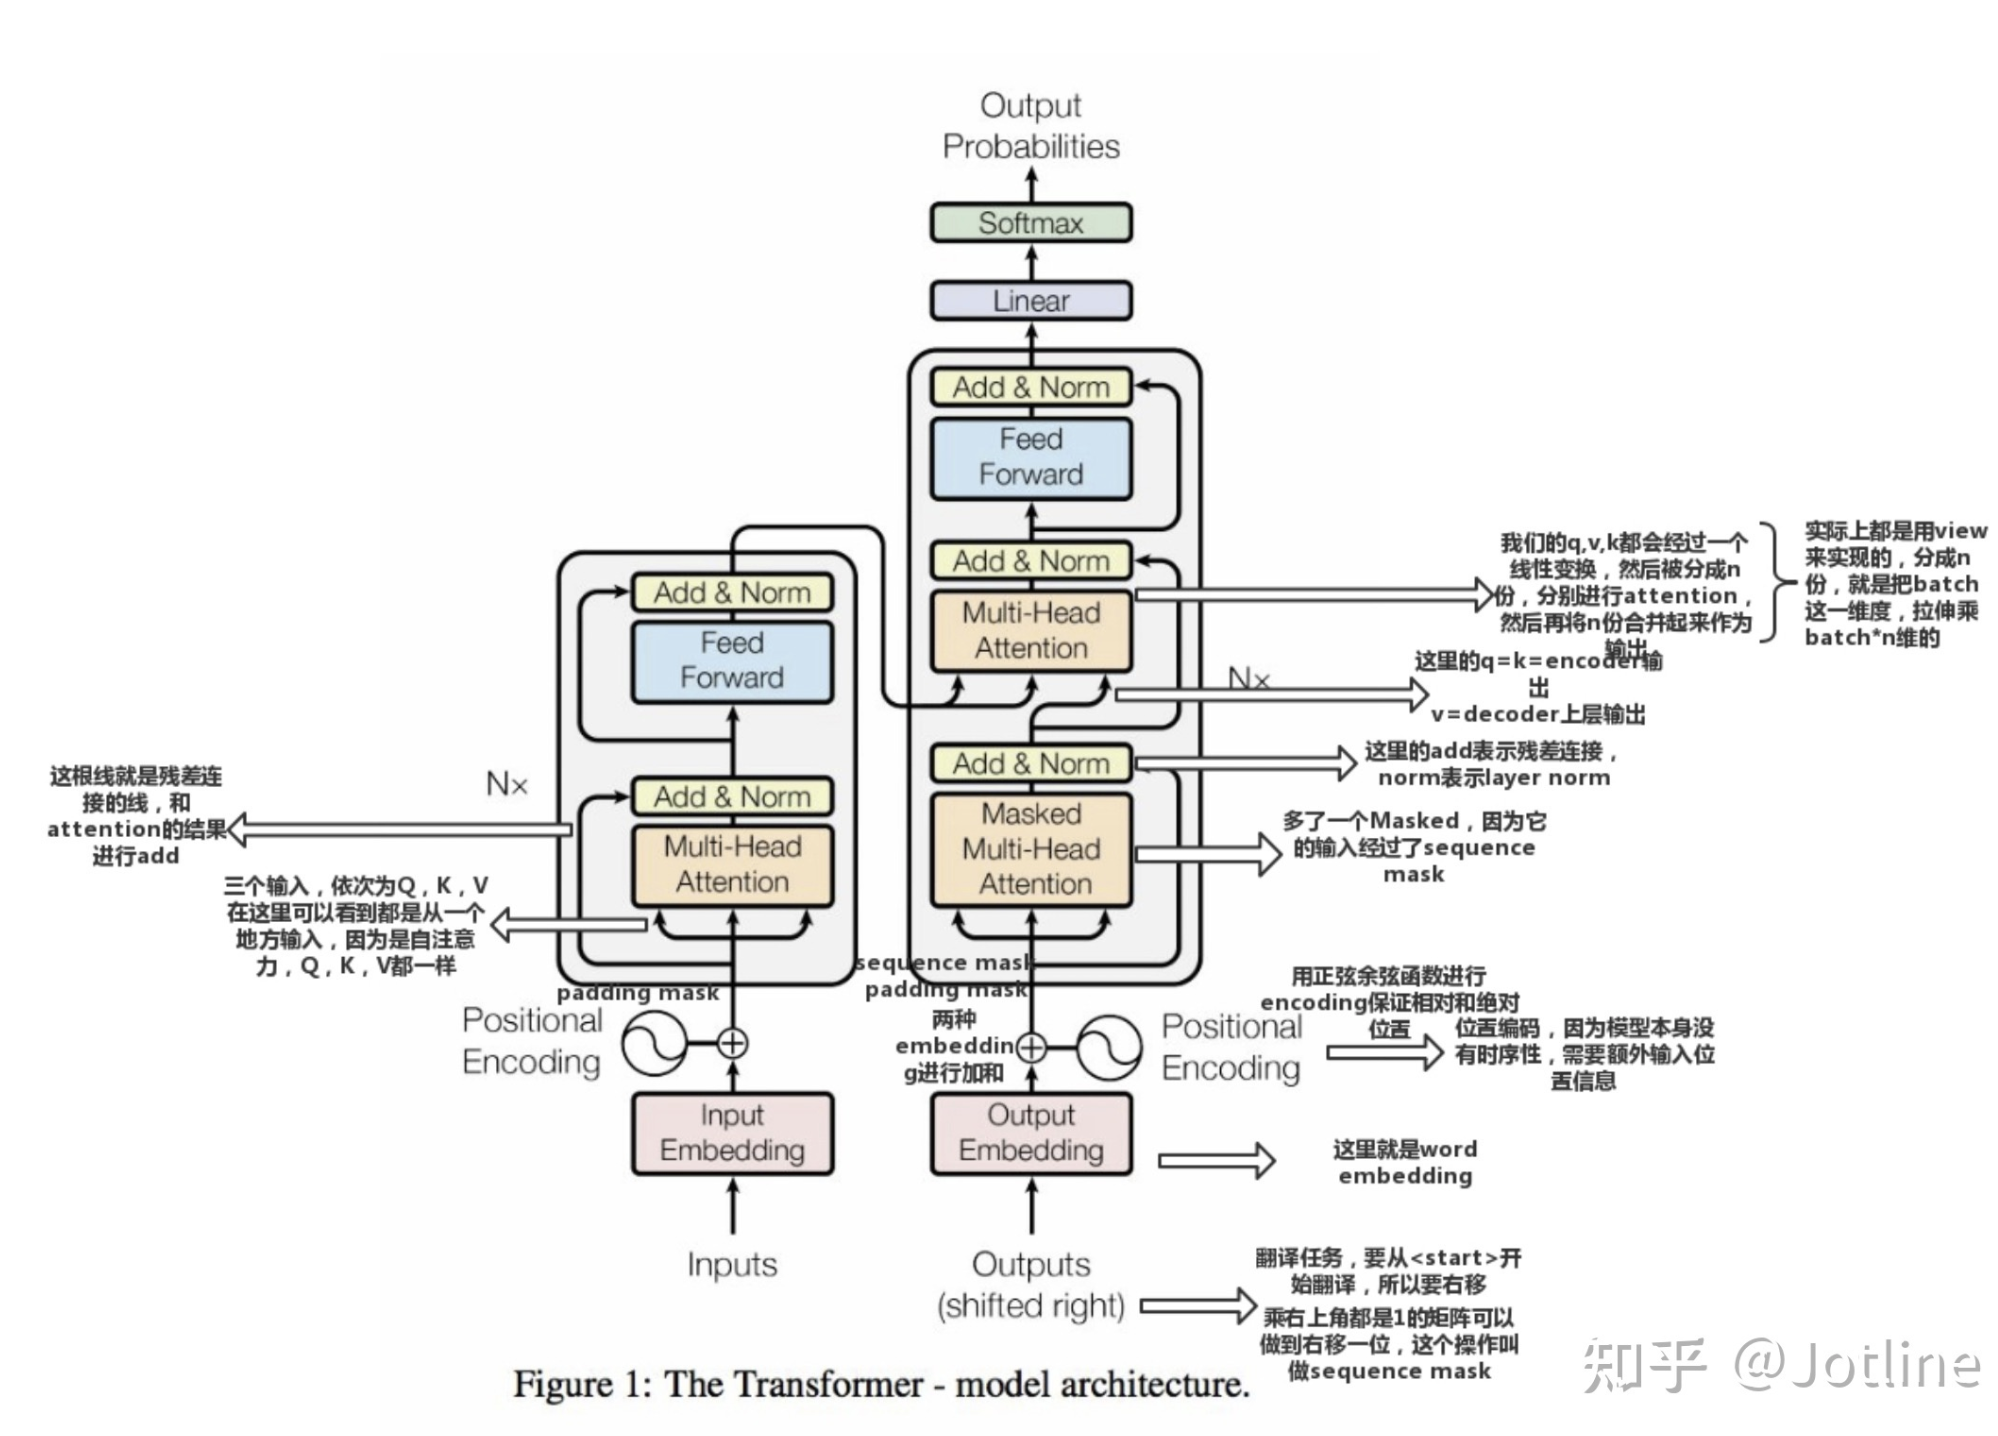 Output
Probabilities
Softmax
Linear
Add & Norm
Feed
Forward
Add & Norm
Multi-Head
Attention
我们的q,v,k都会经过一个
线性变换，然后被分成n
份，分别进行attention，
然后再将n份合并起来作为
输出
实际上都是用view
来实现的，分成n
份，就是把batch
这一维度，拉伸乘
batch*n维的
这里的q=k=encoder输
出
v=decoder上层输出
N×
Add & Norm
这里的add表示残差连接，
norm表示layer norm
Masked
Multi-Head
Attention
多了一个Masked，因为它
的输入经过了sequence
mask
Add & Norm
Feed
Forward
N×
Add & Norm
Multi-Head
Attention
这根线就是残差连
接的线，和
attention的结果
进行add
三个输入，依次为Q，K，V
在这里可以看到都是从一个
地方输入，因为是自注意
力，Q，K，V都一样
padding mask
sequence mask
padding mask
两种
embeddin
g进行加和
Positional
Encoding
Positional
Encoding
用正弦余弦函数进行
encoding保证相对和绝对
位置
位置编码，因为模型本身没
有时序性，需要额外输入位
置信息
Input
Embedding
Output
Embedding
这里就是word
embedding
Inputs
Outputs
(shifted right)
翻译任务，要从<start>开
始翻译，所以要右移
乘右上角都是1的矩阵可以
做到右移一位，这个操作叫
做sequence mask
Figure 1: The Transformer - model architecture.
知乎 @Jotline